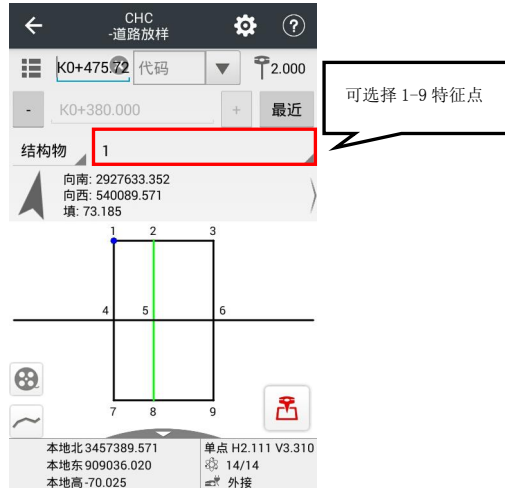 CHC
-道路放样
?
K0+475.72 代码 2.000
- K0+380.000 + 最近
可选择 1-9 特征点
结构物 1
向南: 2927633.352
向西: 540089.571
填: 73.185
1 2 3
4 5 6
7 8 9
本地北 3457389.571 单点 H2.111 V3.310
本地东 909036.020 14/14
本地高 -70.025 外接